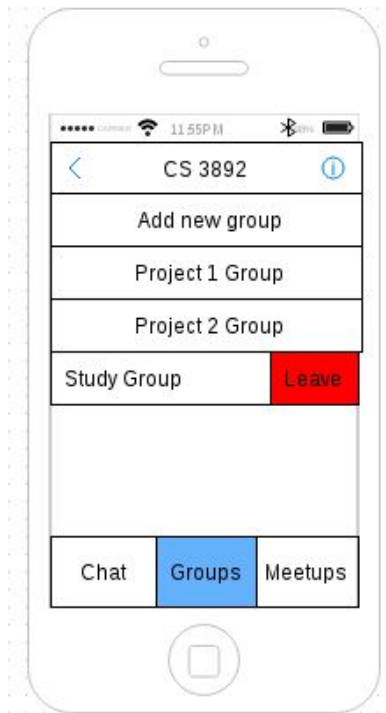 11:55PM
CS 3892
Add new group
Project 1 Group
Project 2 Group
Study Group Leave
Chat Groups Meetups